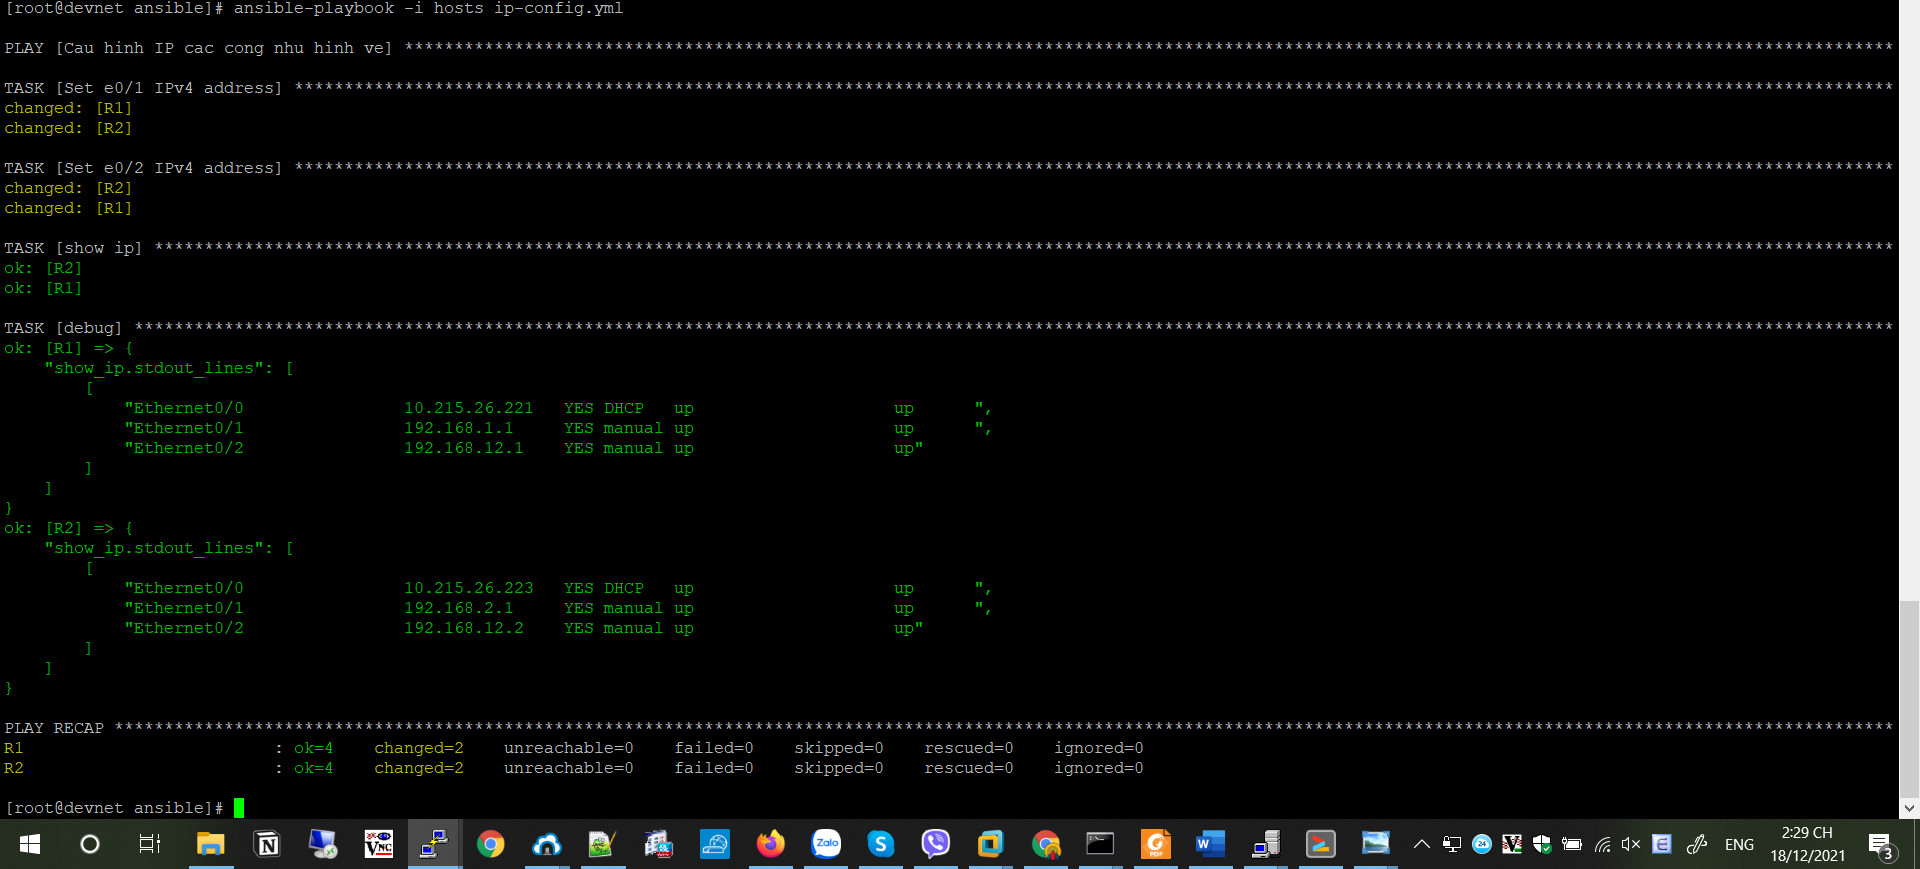 [root@devnet ansible]# ansible-playbook -i hosts ip-config.yml
PLAY [Cau hinh IP cac cong nhu hinh ve] *****************************************************************************************************************************************************
TASK [Set e0/1 IPv4 address] ****************************************************************************************************************************************************************
changed: [R1]
changed: [R2]
TASK [Set e0/2 IPv4 address] ****************************************************************************************************************************************************************
changed: [R2]
changed: [R1]
TASK [show ip] ******************************************************************************************************************************************************************************
ok: [R2]
ok: [R1]
TASK [debug] ********************************************************************************************************************************************************************************
ok: [R1] => {
    "show_ip.stdout_lines": [
        [
            "Ethernet0/0                10.215.26.221   YES DHCP   up                    up      ",
            "Ethernet0/1                192.168.1.1     YES manual up                    up      ",
            "Ethernet0/2                192.168.12.1    YES manual up                    up"
        ]
    ]
}
ok: [R2] => {
    "show_ip.stdout_lines": [
        [
            "Ethernet0/0                10.215.26.223   YES DHCP   up                    up      ",
            "Ethernet0/1                192.168.2.1     YES manual up                    up      ",
            "Ethernet0/2                192.168.12.2    YES manual up                    up"
        ]
    ]
}
PLAY RECAP **********************************************************************************************************************************************************************************
R1                         : ok=4    changed=2    unreachable=0    failed=0    skipped=0    rescued=0    ignored=0
R2                         : ok=4    changed=2    unreachable=0    failed=0    skipped=0    rescued=0    ignored=0
[root@devnet ansible]#
VNC
Zalo
PDF
24
ENG
2:29 CH
18/12/2021
3